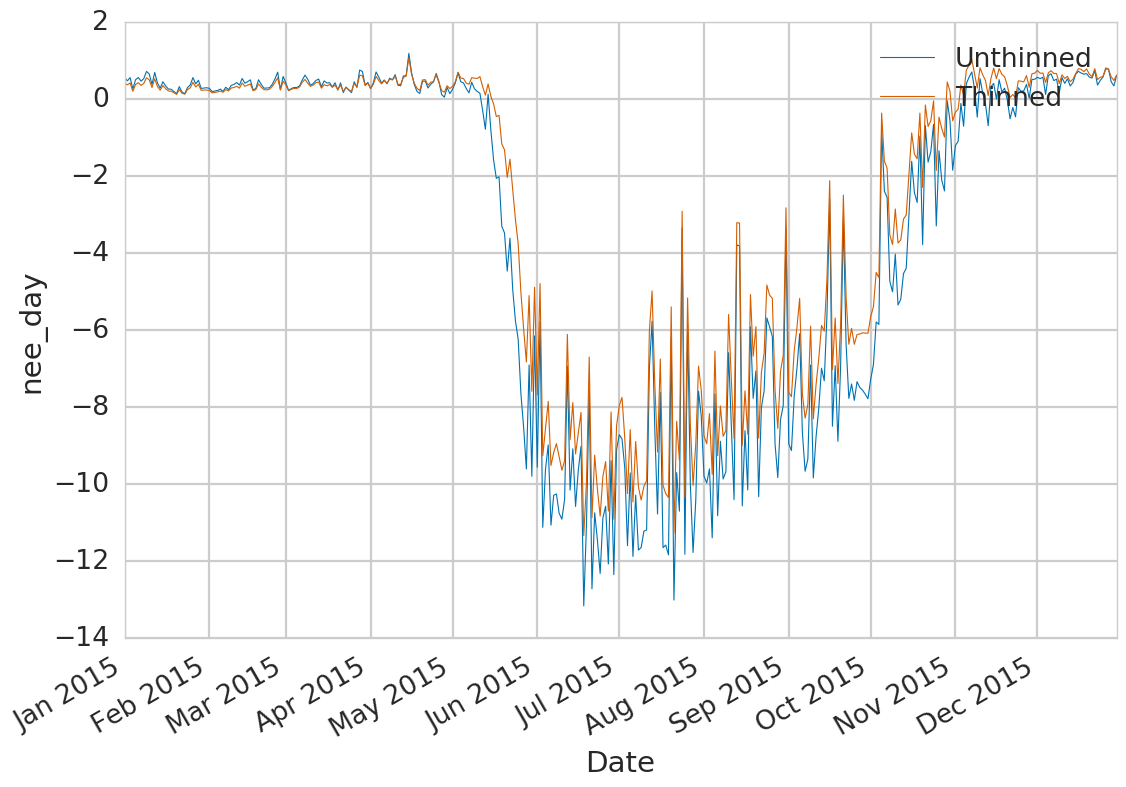 2
0
−2
−4
−6
−8
−10
−12
−14
nee_day
Unthinned
Thinned
Jan 2015
Feb 2015
Mar 2015
Apr 2015
May 2015
Jun 2015
Jul 2015
Aug 2015
Sep 2015
Oct 2015
Nov 2015
Dec 2015
Date